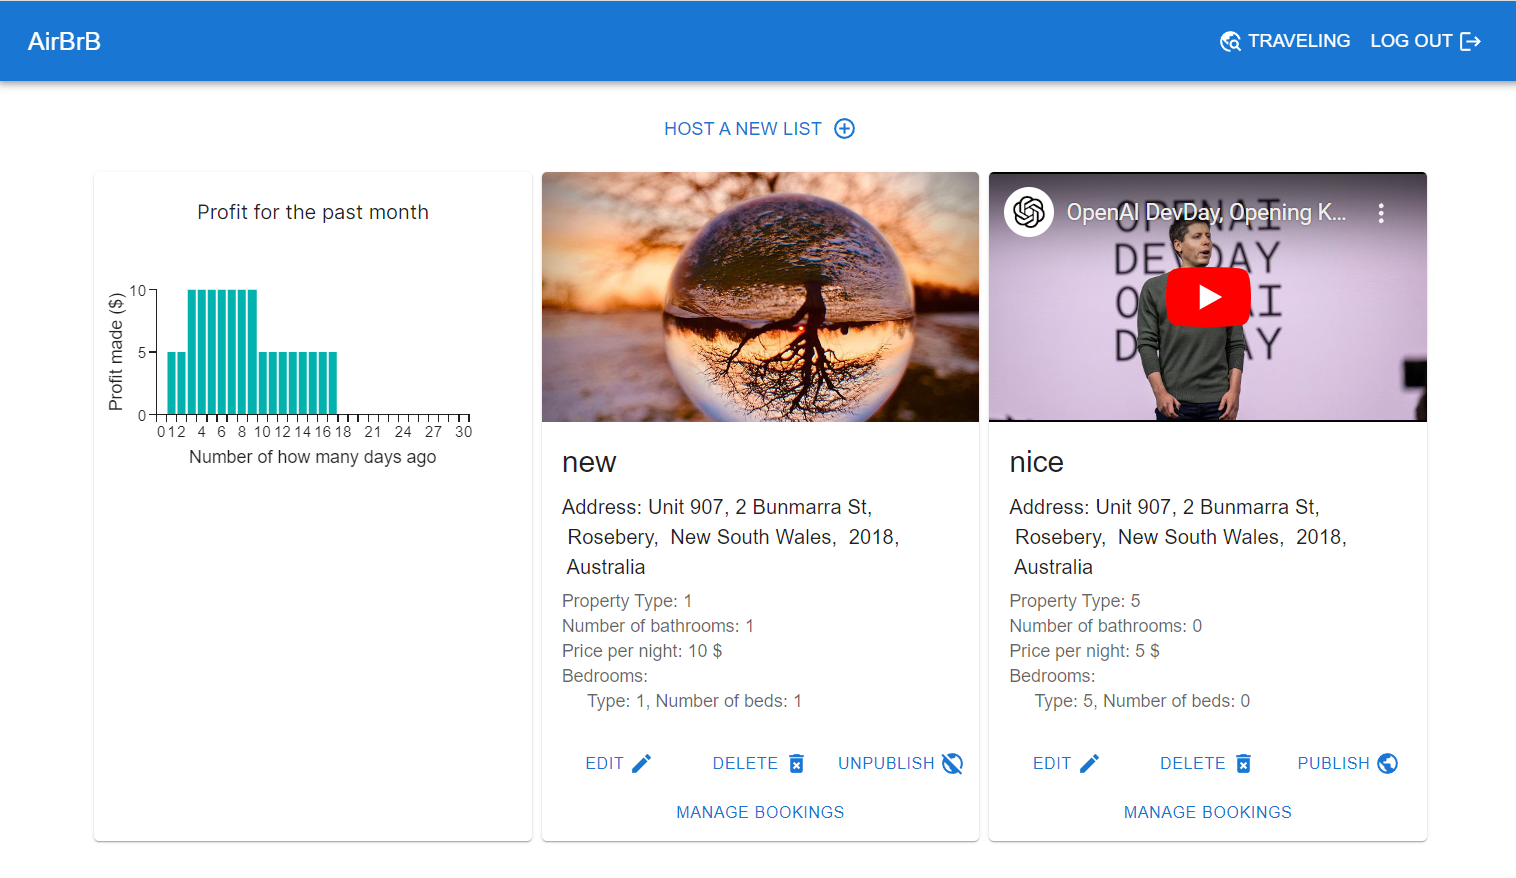 AirBrB
TRAVELING
LOG OUT
HOST A NEW LIST
Profit for the past month
Profit made ($)
10
5
0
0 1 2 4 6 8 10 12 14 16 18 21 24 27 30
Number of how many days ago
new
Address: Unit 907, 2 Bunmarra St,
Rosebery, New South Wales, 2018,
Australia
Property Type: 1
Number of bathrooms: 1
Price per night: 10 $
Bedrooms:
Type: 1, Number of beds: 1
EDIT
DELETE
UNPUBLISH
MANAGE BOOKINGS
OpenAI DevDay, Opening K...
OPENAI
DEVDAY
nice
Address: Unit 907, 2 Bunmarra St,
Rosebery, New South Wales, 2018,
Australia
Property Type: 5
Number of bathrooms: 0
Price per night: 5 $
Bedrooms:
Type: 5, Number of beds: 0
EDIT
DELETE
PUBLISH
MANAGE BOOKINGS